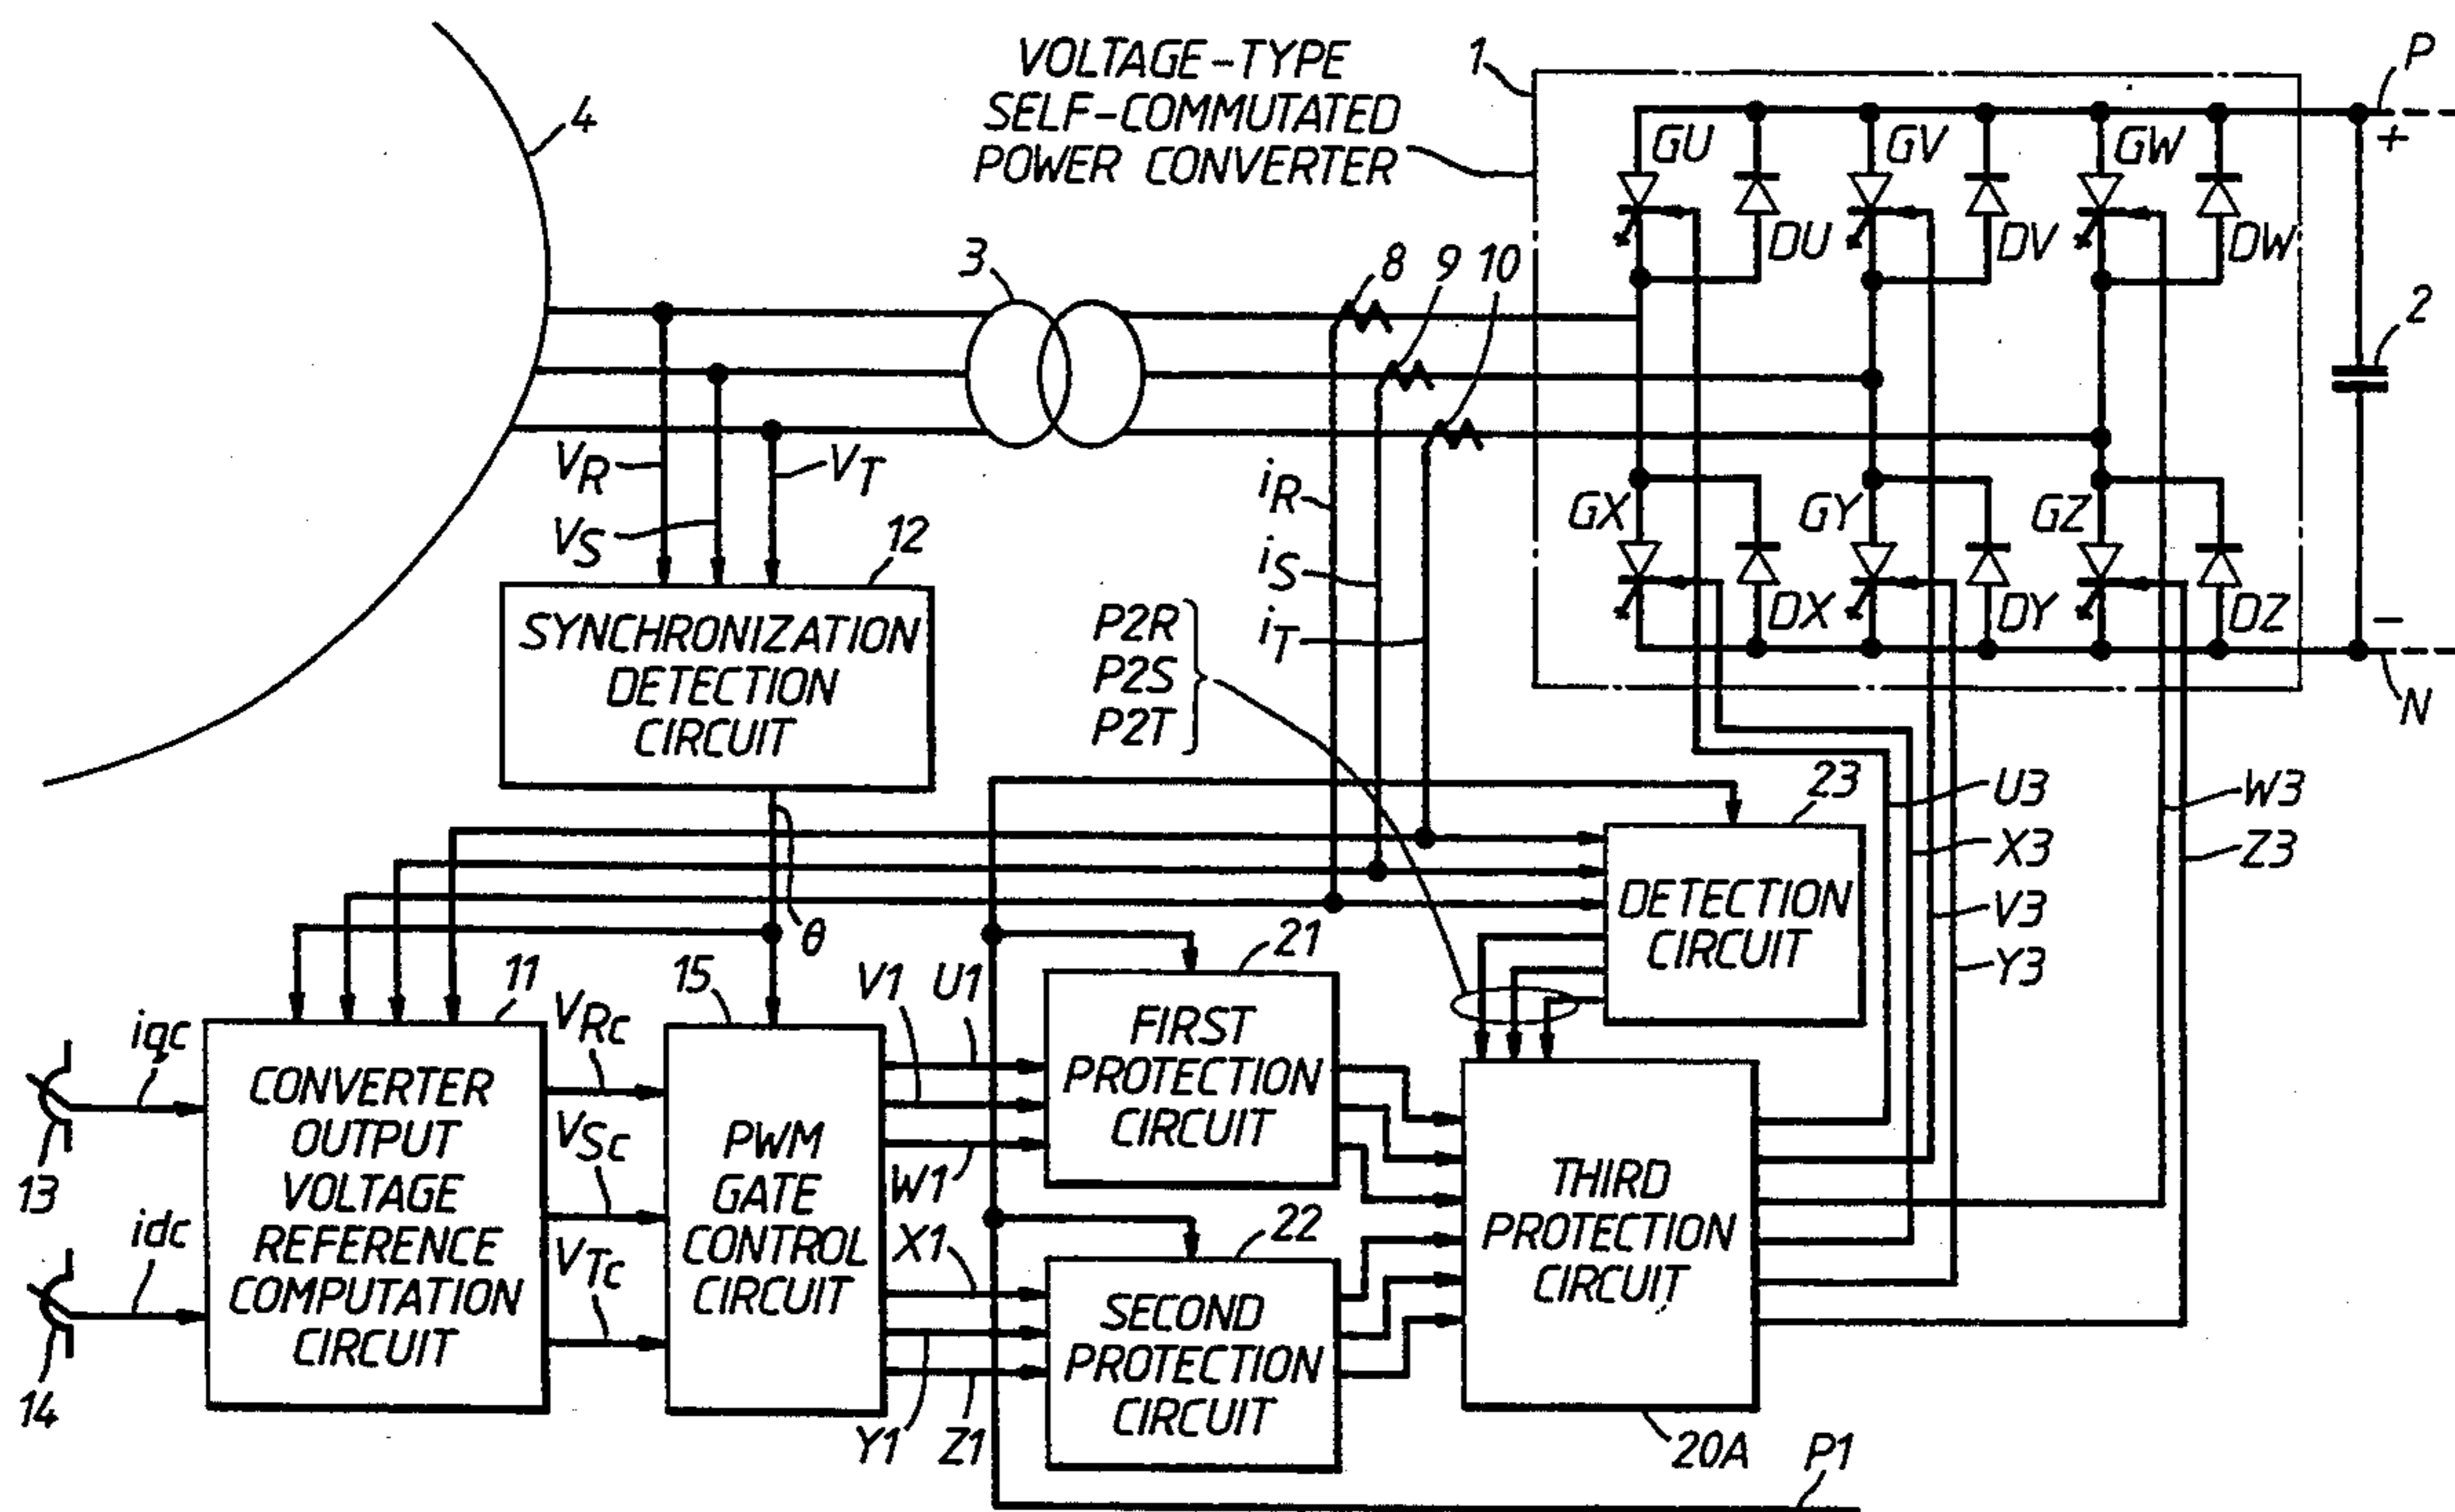 VOLTAGE-TYPE
SELF-COMMUTATED
POWER CONVERTER
1
P
+
GU
GV
GW
DU
DV
DW
4
3
8
9
10
2
VR
VT
VS
12
iR
iS
iT
GX
GY
GZ
DX
DY
DZ
-
N
SYNCHRONIZATION
DETECTION
CIRCUIT
P2R
P2S
P2T
23
U3
W3
X3
Z3
V3
Y3
θ
DETECTION
CIRCUIT
21
11
15
V1
U1
iqc
VRc
FIRST
PROTECTION
CIRCUIT
CONVERTER
OUTPUT
VOLTAGE
REFERENCE
COMPUTATION
CIRCUIT
13
VSc
PWM
GATE
CONTROL
CIRCUIT
W1
idc
VTc
X1
22
THIRD
PROTECTION
CIRCUIT
SECOND
PROTECTION
CIRCUIT
14
Y1
Z1
20A
P1